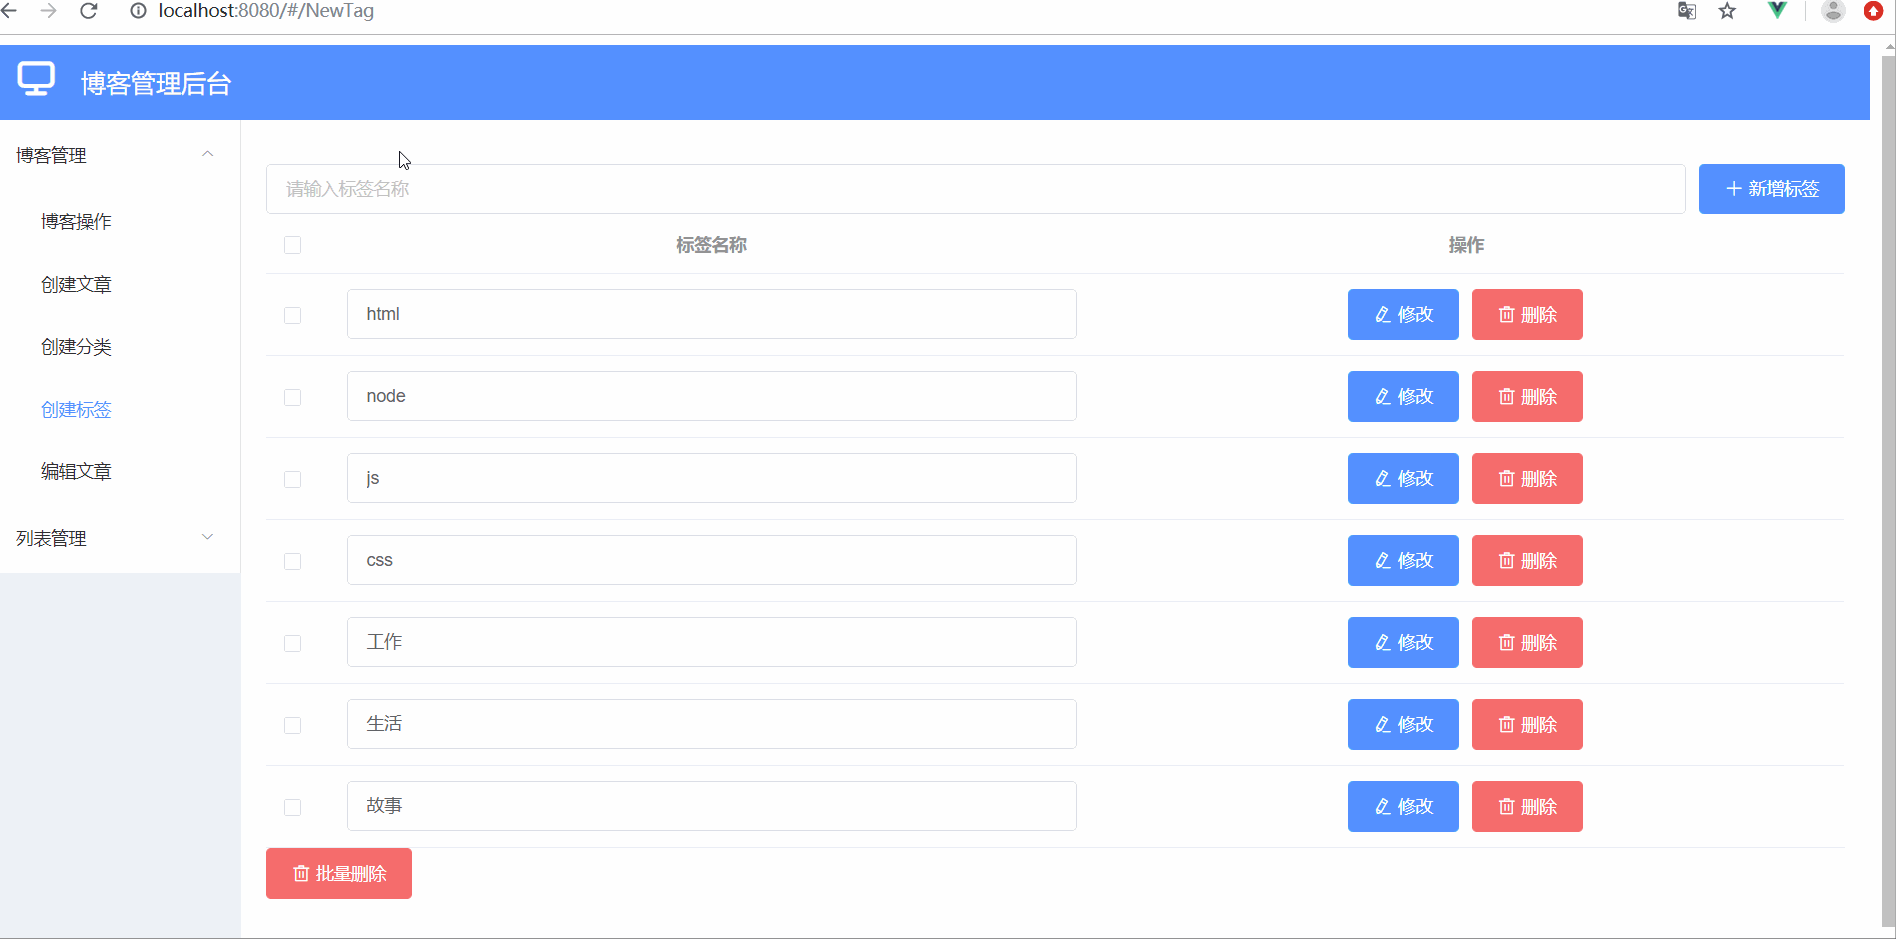 localhost:8080/#/NewTag
博客管理后台
博客管理
博客操作
创建文章
创建分类
创建标签
编辑文章
列表管理
请输入标签名称
新增标签
标签名称 操作
html 修改 删除
node 修改 删除
js 修改 删除
css 修改 删除
工作 修改 删除
生活 修改 删除
故事 修改 删除
批量删除